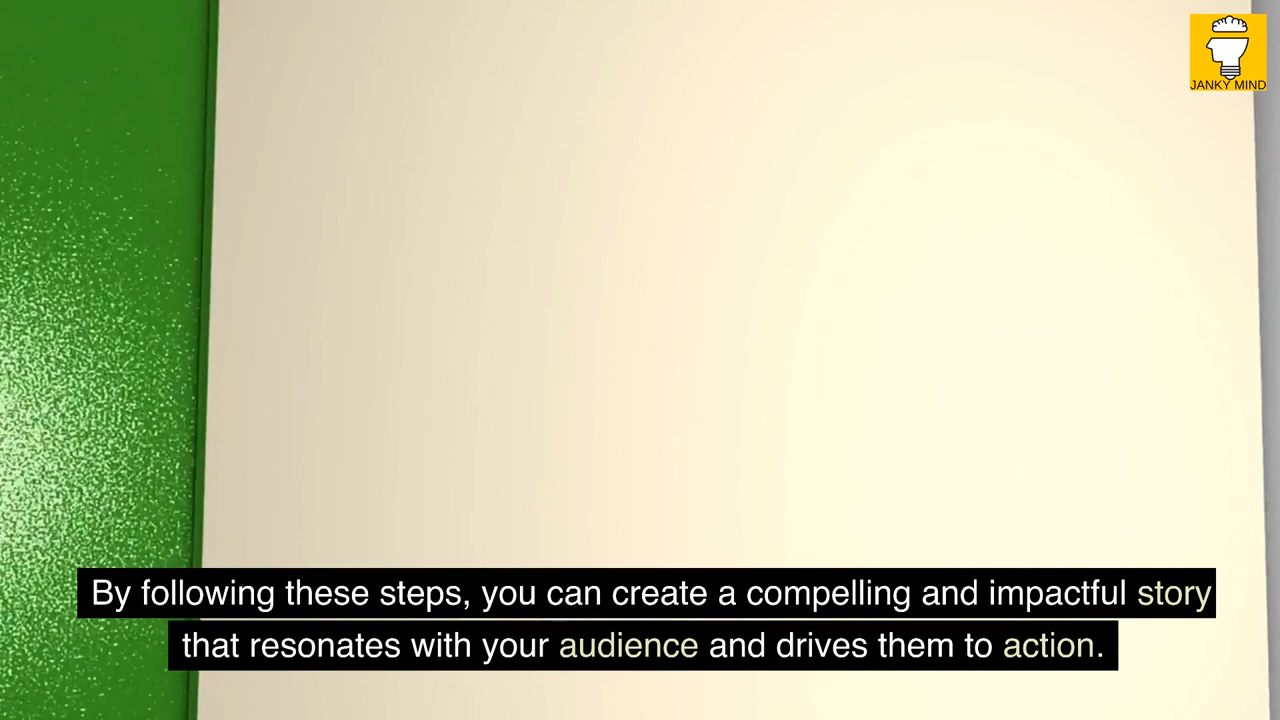 JANKY MIND
By following these steps, you can create a compelling and impactful story
that resonates with your audience and drives them to action.